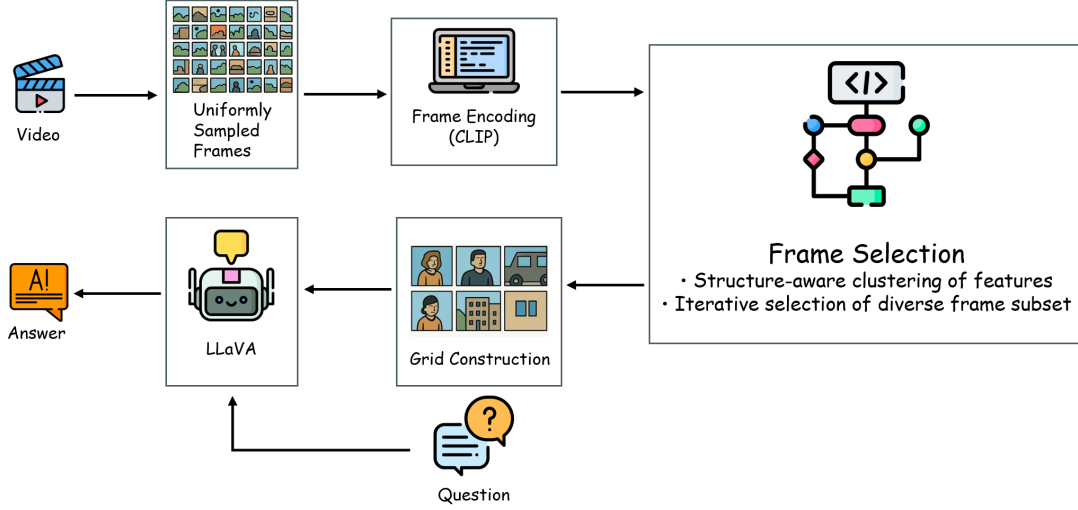 Video
Uniformly
Sampled
Frames
Frame Encoding
(CLIP)
</>
Frame Selection
• Structure-aware clustering of features
• Iterative selection of diverse frame subset
Grid Construction
LLaVA
A!
Answer
?
Question